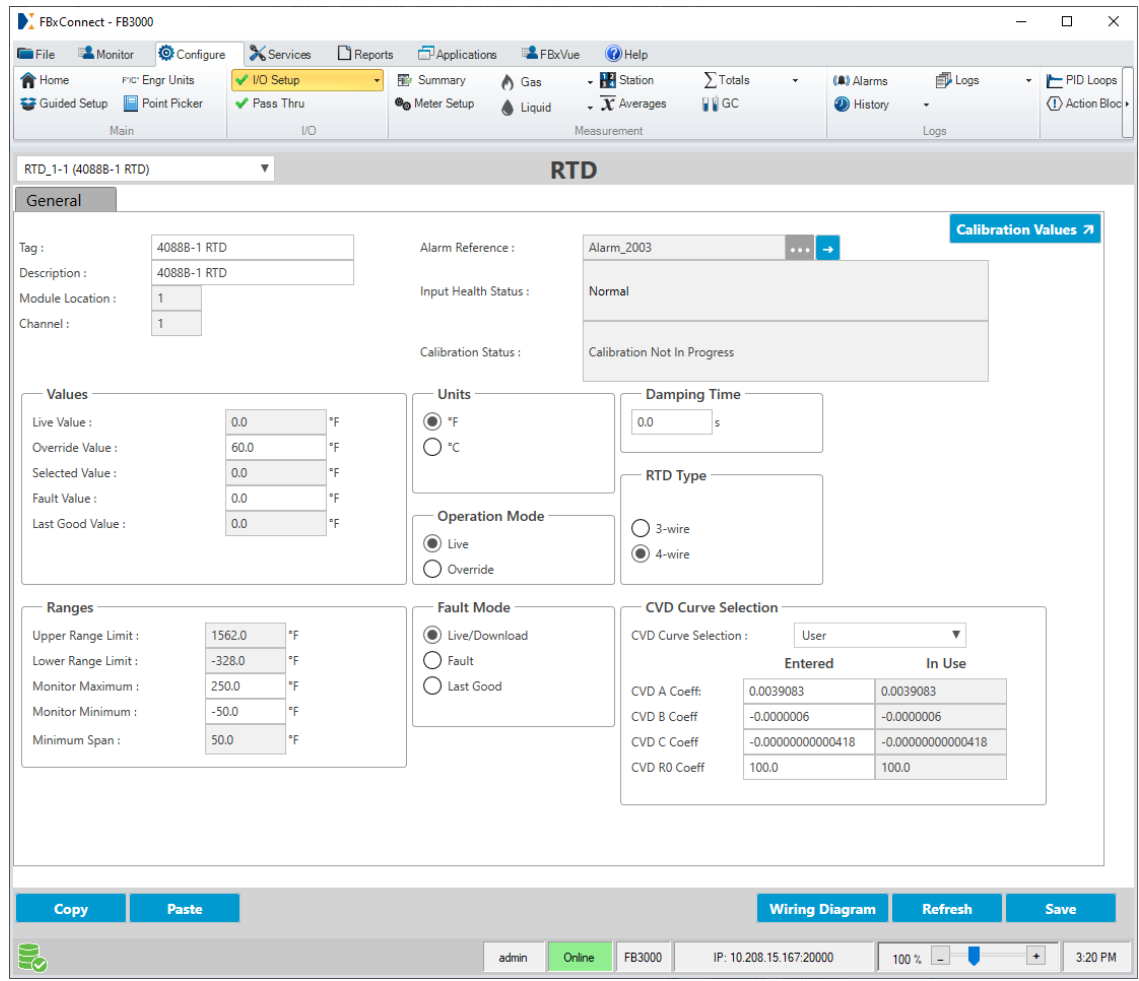 FBxConnect - FB3000
File Monitor Configure Services Reports Applications FBxVue Help
Home F?/C° Engr Units I/O Setup Summary Gas Station Totals Alarms Logs PID Loops
Guided Setup Point Picker Pass Thru Meter Setup Liquid Averages GC History Action Bloc
Main I/O Measurement Logs
RTD_1-1 (4088B-1 RTD) RTD
General
Calibration Values
Tag : 4088B-1 RTD Alarm Reference : Alarm_2003 ...
Description : 4088B-1 RTD
Module Location : 1 Input Health Status : Normal
Channel : 1
Calibration Status : Calibration Not In Progress
Values Units Damping Time
Live Value : 0.0 °F °F 0.0 s
Override Value : 60.0 °F °C
Selected Value : 0.0 °F RTD Type
Fault Value : 0.0 °F
Last Good Value : 0.0 °F Operation Mode 3-wire
Live 4-wire
Override
Ranges Fault Mode CVD Curve Selection
Upper Range Limit : 1562.0 °F Live/Download CVD Curve Selection : User
Lower Range Limit : -328.0 °F Fault Entered In Use
Monitor Maximum : 250.0 °F Last Good CVD A Coeff: 0.0039083 0.0039083
Monitor Minimum : -50.0 °F CVD B Coeff -0.0000006 -0.0000006
Minimum Span : 50.0 °F CVD C Coeff -0.00000000000418 -0.00000000000418
CVD R0 Coeff 100.0 100.0
Copy Paste Wiring Diagram Refresh Save
admin Online FB3000 IP: 10.208.15.167:20000 100 % - + 3:20 PM